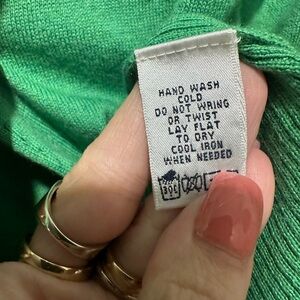 HAND WASH
COLD
DO NOT WRING
OR TWIST
LAY FLAT
TO DRY
COOL IRON
WHEN NEEDED